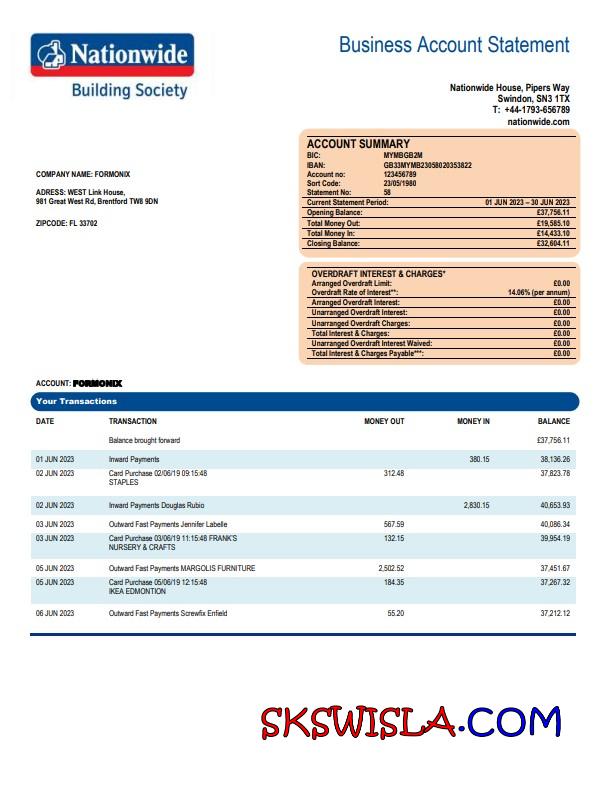 Nationwide
Building Society
Business Account Statement
Nationwide House, Pipers Way
Swindon, SN3 1TX
T: +44-1793-656789
nationwide.com
COMPANY NAME: FORMONIX
ADRESS: WEST Link House,
981 Great West Rd, Brentford TW8 9DN
ZIPCODE: FL 33702
ACCOUNT SUMMARY
BIC: MYMBGB2M
IBAN: GB33MYMB23058020353822
Account no: 123456789
Sort Code: 23/05/1980
Statement No: 58
Current Statement Period: 01 JUN 2023 – 30 JUN 2023
Opening Balance: £37,756.11
Total Money Out: £19,585.10
Total Money In: £14,433.10
Closing Balance: £32,604.11
OVERDRAFT INTEREST & CHARGES*
Arranged Overdraft Limit: £0.00
Overdraft Rate of Interest**: 14.06% (per annum)
Arranged Overdraft Interest: £0.00
Unarranged Overdraft Interest: £0.00
Unarranged Overdraft Charges: £0.00
Total Interest & Charges: £0.00
Unarranged Overdraft Interest Waived: £0.00
Total Interest & Charges Payable***: £0.00
ACCOUNT: FORMONIX
Your Transactions
DATE TRANSACTION MONEY OUT MONEY IN BALANCE
Balance brought forward £37,756.11
01 JUN 2023 Inward Payments 380.15 38,136.26
02 JUN 2023 Card Purchase 02/06/19 09:15:48 312.48 37,823.78
STAPLES
02 JUN 2023 Inward Payments Douglas Rubio 2,830.15 40,653.93
03 JUN 2023 Outward Fast Payments Jennifer Labelle 567.59 40,086.34
03 JUN 2023 Card Purchase 03/06/19 11:15:48 FRANK'S 132.15 39,954.19
NURSERY & CRAFTS
05 JUN 2023 Outward Fast Payments MARGOLIS FURNITURE 2,502.52 37,451.67
05 JUN 2023 Card Purchase 05/06/19 12:15:48 184.35 37,267.32
IKEA EDMONTION
06 JUN 2023 Outward Fast Payments Screwfix Enfield 55.20 37,212.12
SKSWISLA.COM